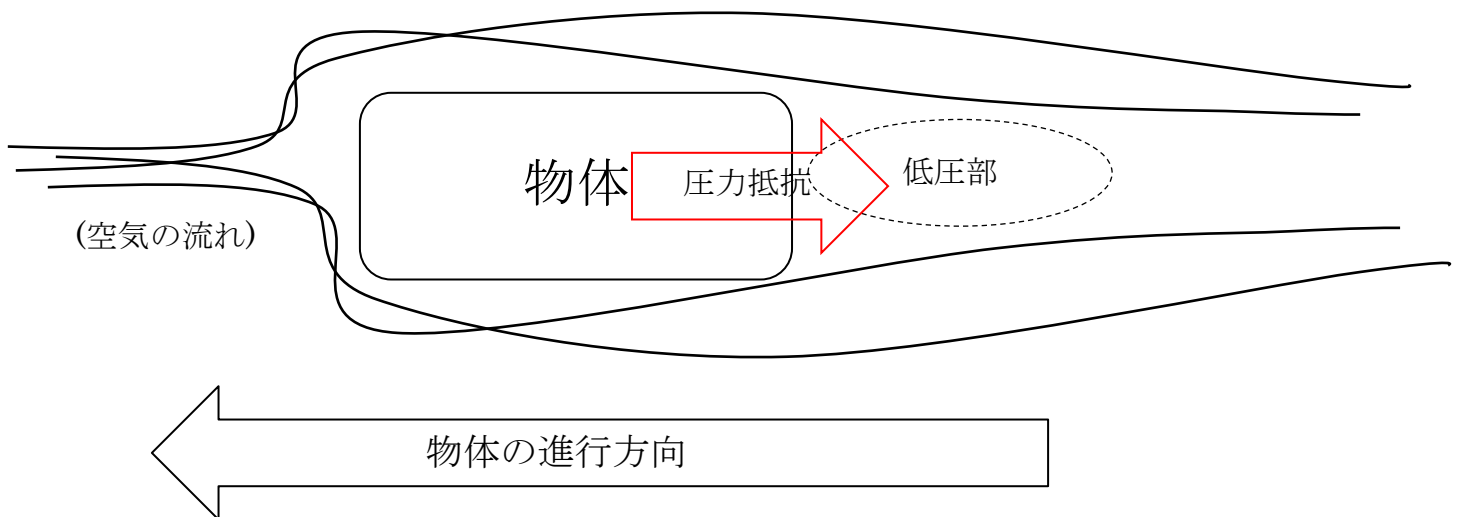 物体
圧力抵抗
低圧部
(空気の流れ)
物体の進行方向